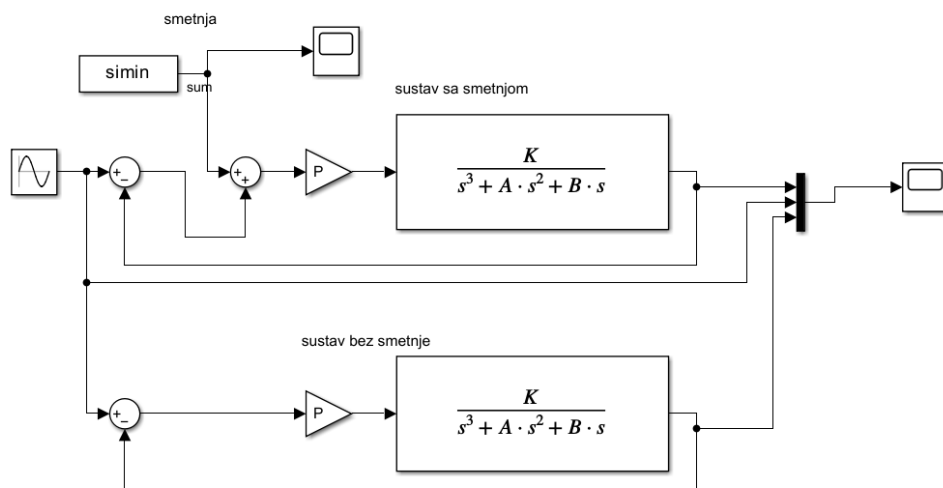 smetnja
simin
sum
sustav sa smetnjom
+
−
+
+
P
K
s³ + A · s² + B · s
sustav bez smetnje
+
−
P
K
s³ + A · s² + B · s